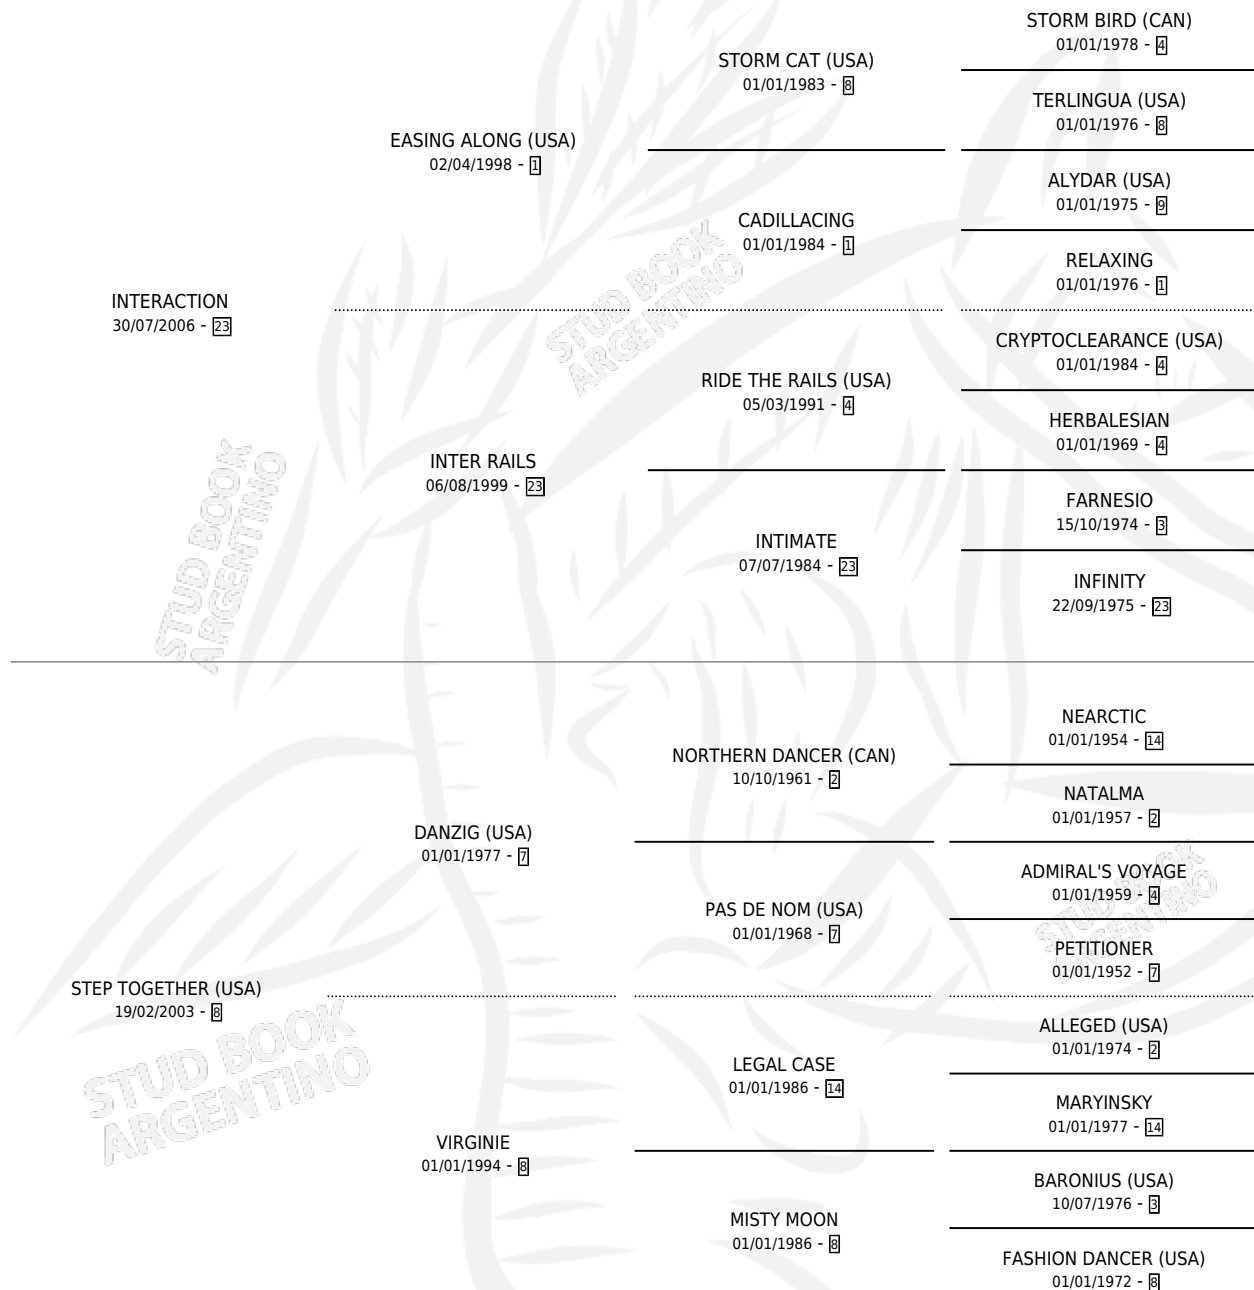 STORM BIRD (CAN)
01/01/1978 - 4
STORM CAT (USA)
01/01/1983 - 8
TERLINGUA (USA)
01/01/1976 - 8
EASING ALONG (USA)
02/04/1998 - 1
ALYDAR (USA)
01/01/1975 - 9
CADILLACING
01/01/1984 - 1
RELAXING
01/01/1976 - 1
INTERACTION
30/07/2006 - 23
CRYPTOCLEARANCE (USA)
01/01/1984 - 4
RIDE THE RAILS (USA)
05/03/1991 - 4
HERBALESIAN
01/01/1969 - 4
INTER RAILS
06/08/1999 - 23
FARNESIO
15/10/1974 - 3
INTIMATE
07/07/1984 - 23
INFINITY
22/09/1975 - 23
NEARCTIC
01/01/1954 - 14
NORTHERN DANCER (CAN)
10/10/1961 - 2
NATALMA
01/01/1957 - 2
DANZIG (USA)
01/01/1977 - 7
ADMIRAL'S VOYAGE
01/01/1959 - 4
PAS DE NOM (USA)
01/01/1968 - 7
PETITIONER
01/01/1952 - 7
STEP TOGETHER (USA)
19/02/2003 - 8
ALLEGED (USA)
01/01/1974 - 2
LEGAL CASE
01/01/1986 - 14
MARYINSKY
01/01/1977 - 14
VIRGINIE
01/01/1994 - 8
BARONIUS (USA)
10/07/1976 - 3
MISTY MOON
01/01/1986 - 8
FASHION DANCER (USA)
01/01/1972 - 8
STUD BOOK
ARGENTINO
STUD BOOK
ARGENTINO
STUD BOOK
ARGENTINO
STUD BOOK
ARGENTINO